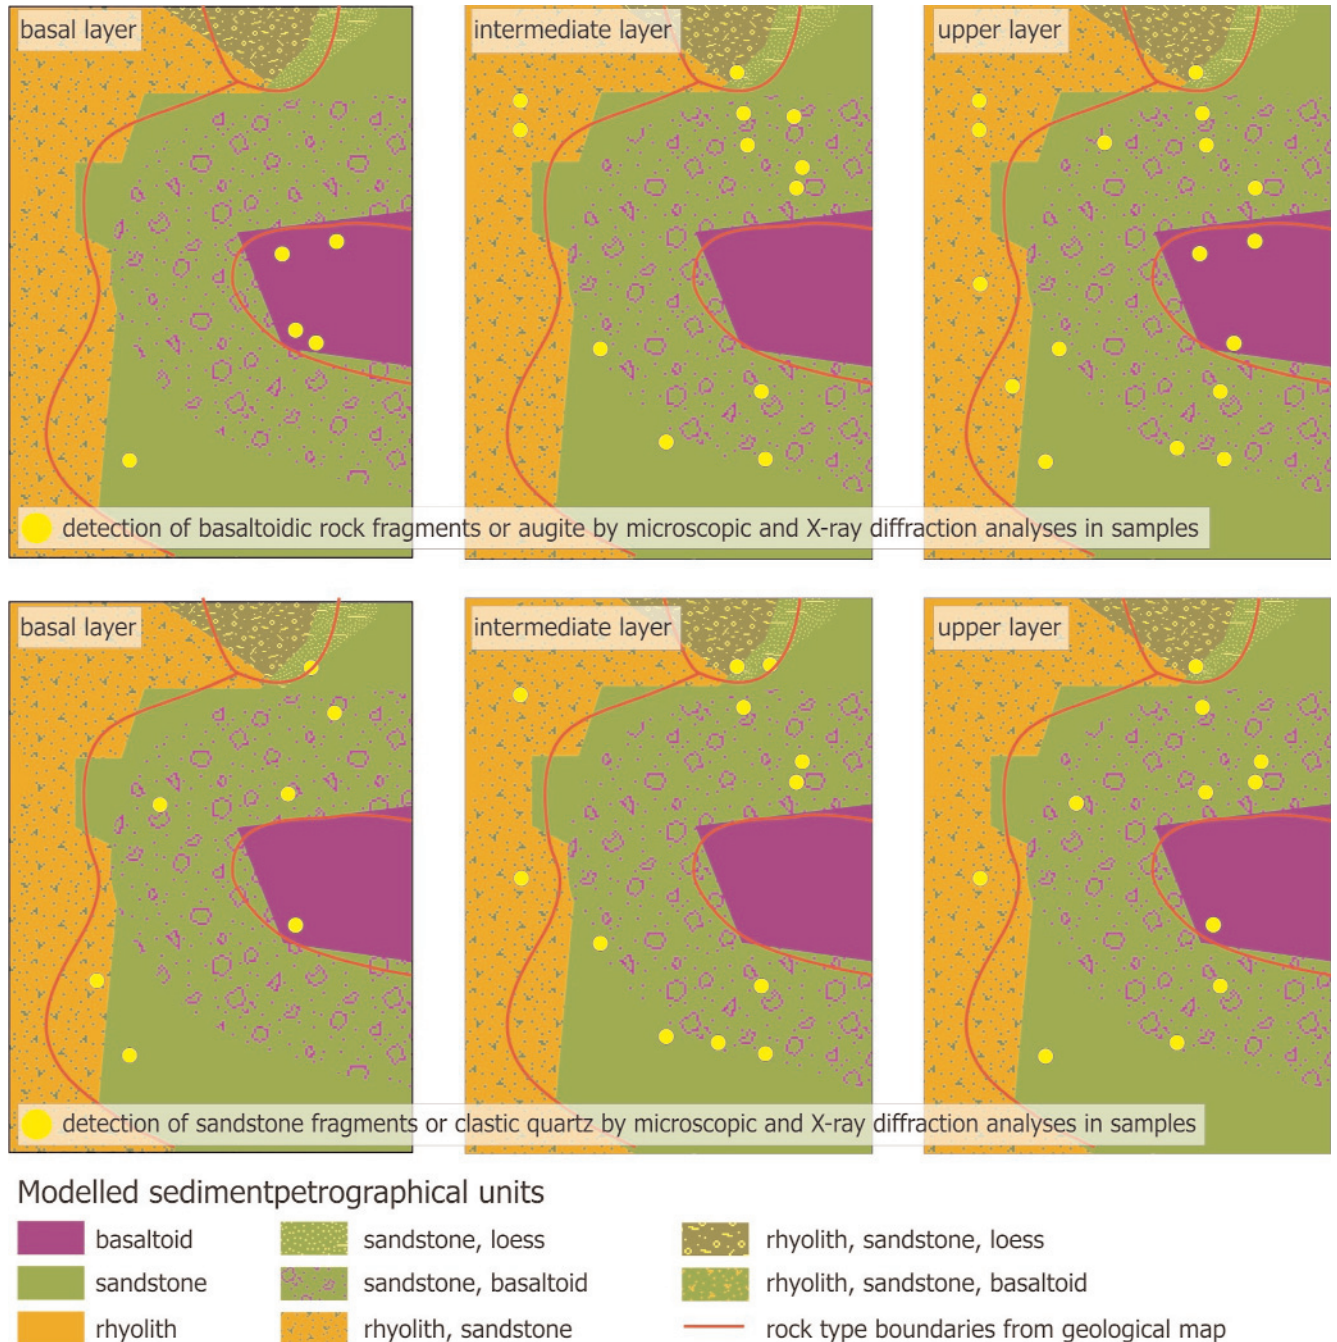 basal layer
intermediate layer
upper layer
detection of basaltoidic rock fragments or augite by microscopic and X-ray diffraction analyses in samples
basal layer
intermediate layer
upper layer
detection of sandstone fragments or clastic quartz by microscopic and X-ray diffraction analyses in samples
Modelled sedimentpetrographical units
basaltoid
sandstone, loess
rhyolith, sandstone, loess
sandstone
sandstone, basaltoid
rhyolith, sandstone, basaltoid
rhyolith
rhyolith, sandstone
rock type boundaries from geological map